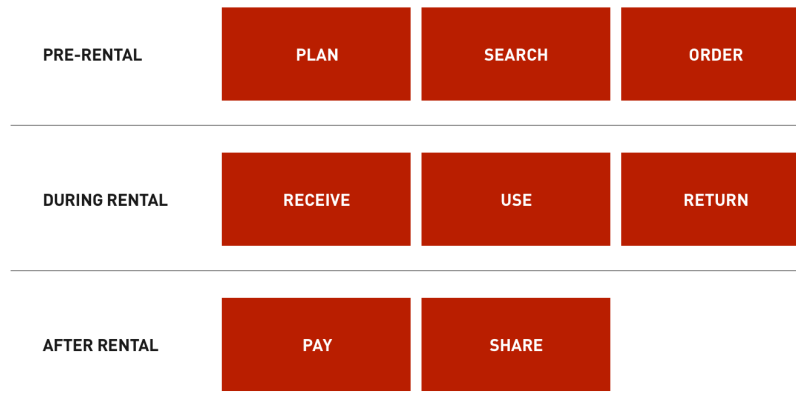 PRE-RENTAL PLAN SEARCH ORDER
DURING RENTAL RECEIVE USE RETURN
AFTER RENTAL PAY SHARE